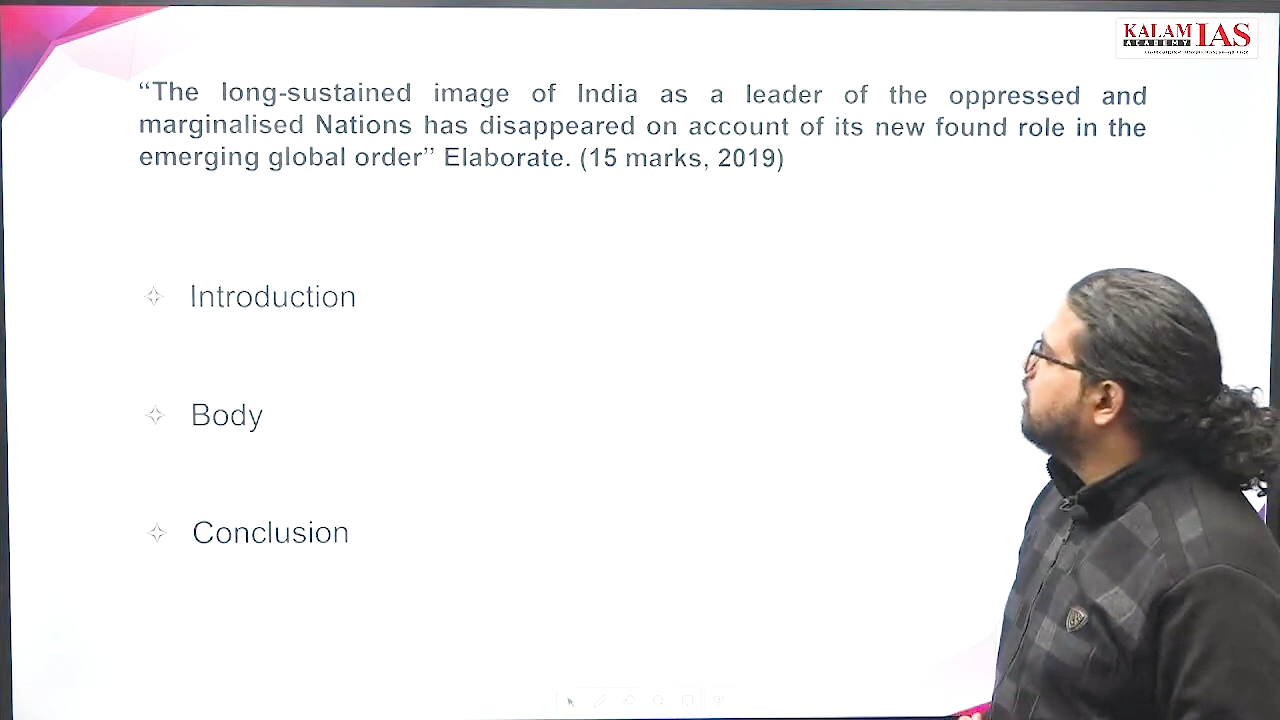 KALAM IAS
ACADEMY
“The long-sustained image of India as a leader of the oppressed and
marginalised Nations has disappeared on account of its new found role in the
emerging global order” Elaborate. (15 marks, 2019)
Introduction
Body
Conclusion